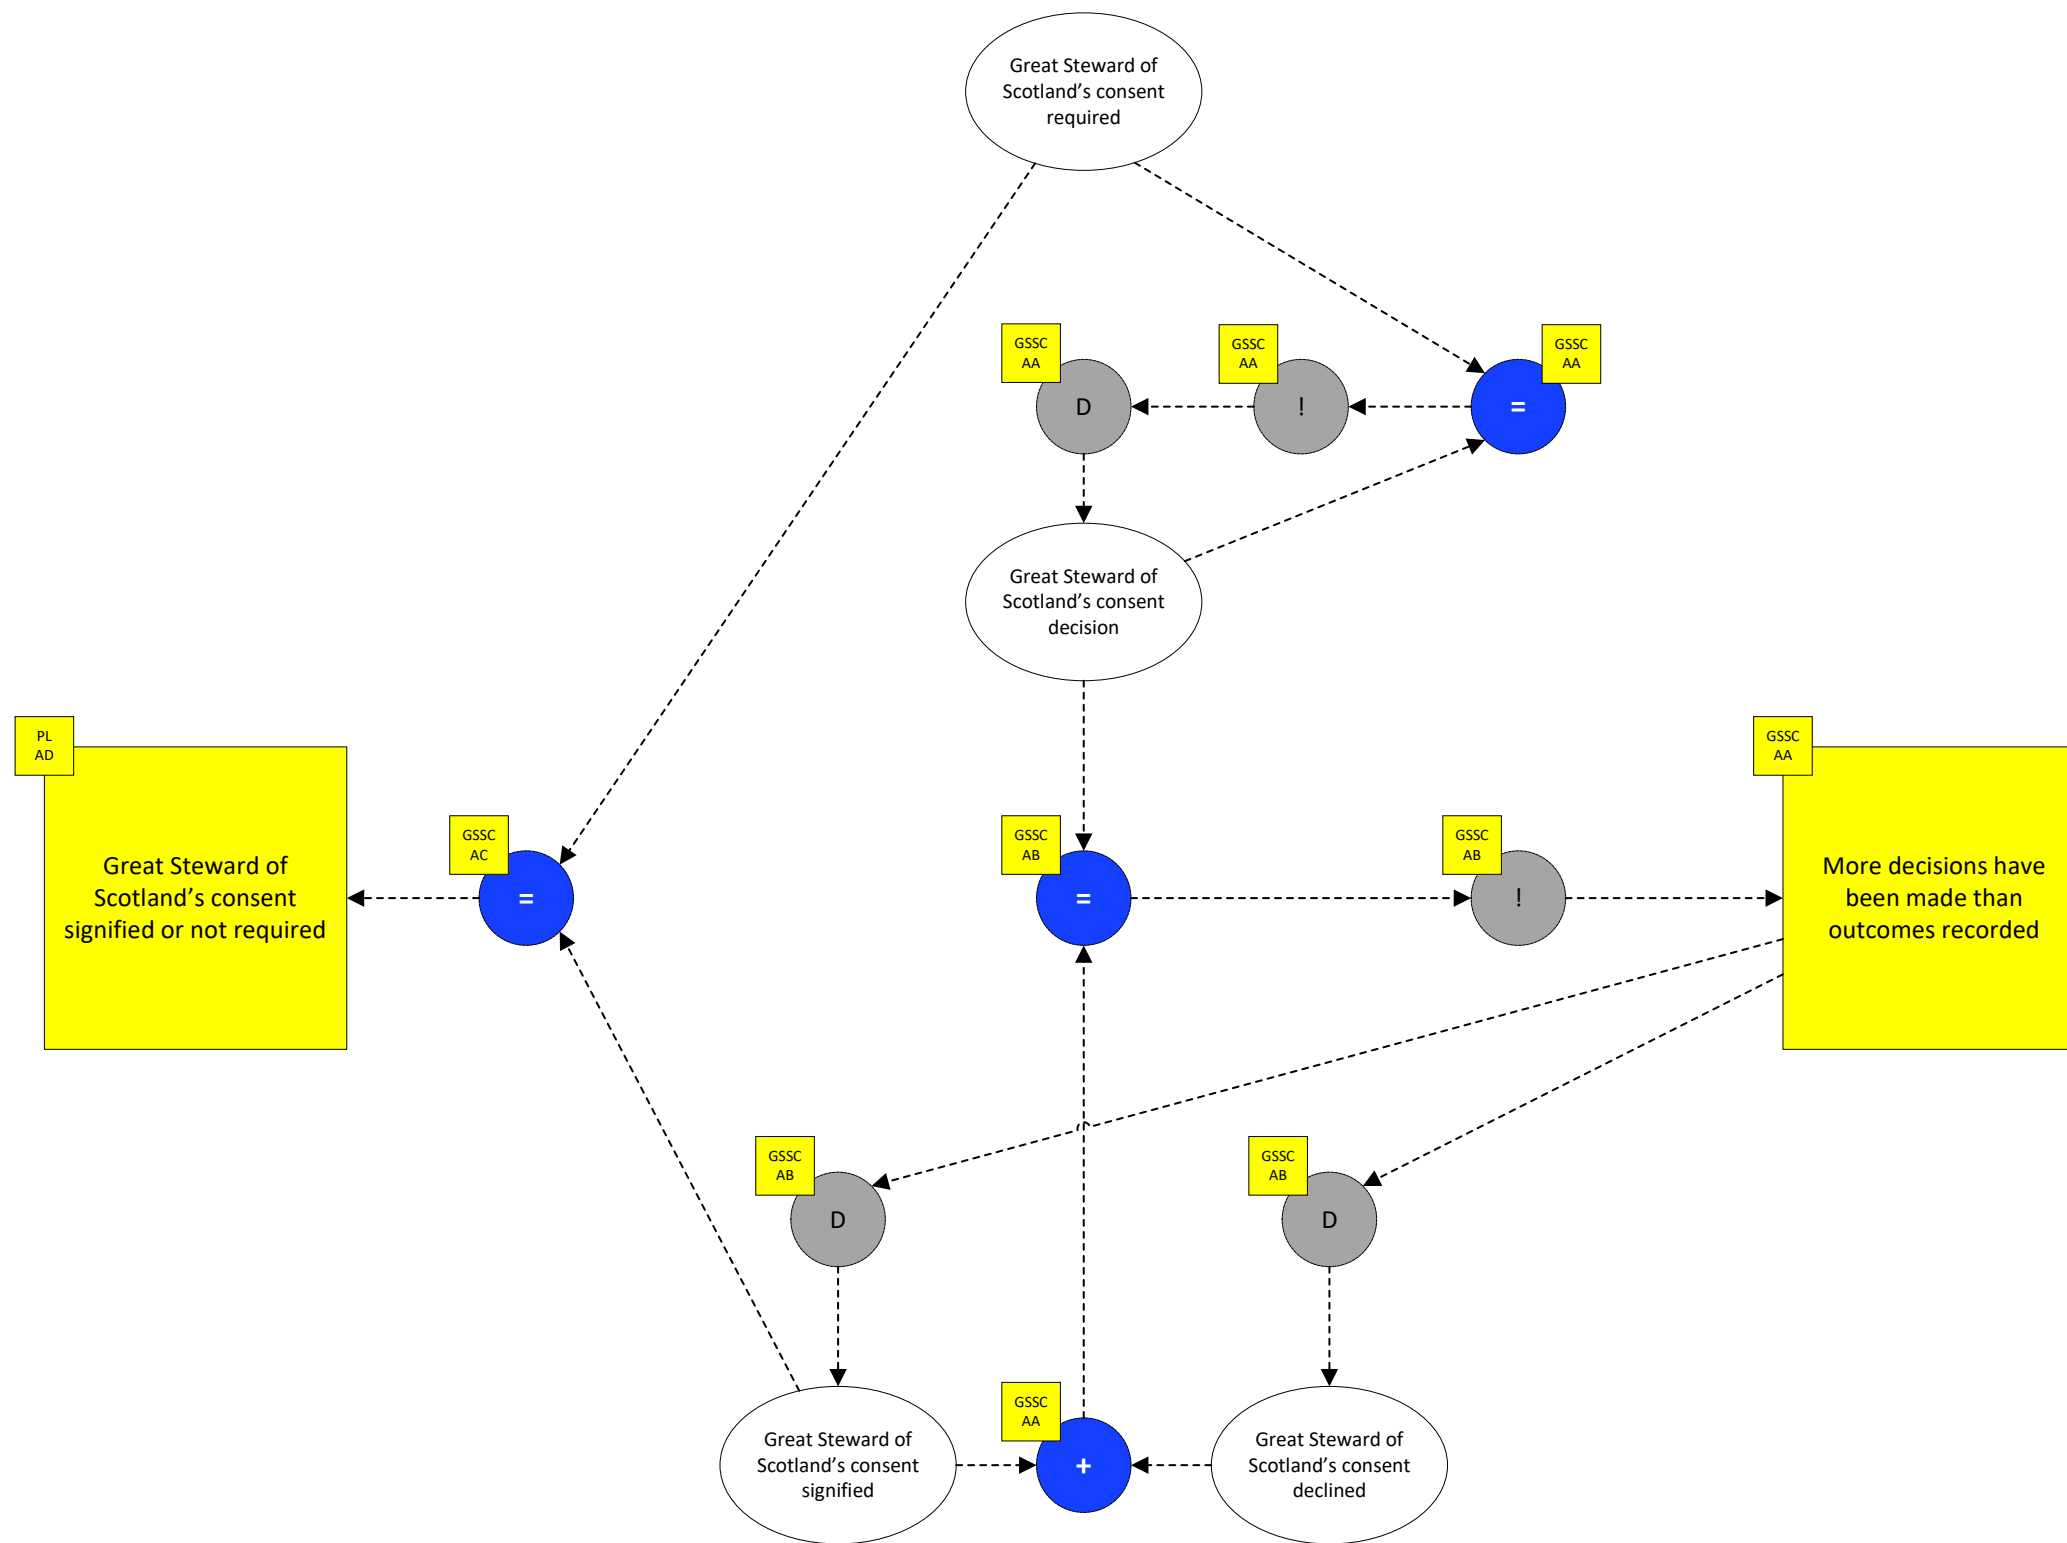 Great Steward of
Scotland’s consent
required
GSSC
AA
D
GSSC
AA
!
GSSC
AA
=
Great Steward of
Scotland’s consent
decision
PL
AD
Great Steward of
Scotland’s consent
signified or not required
GSSC
AC
=
GSSC
AB
=
GSSC
AB
!
GSSC
AA
More decisions have
been made than
outcomes recorded
GSSC
AB
D
GSSC
AB
D
Great Steward of
Scotland’s consent
signified
GSSC
AA
+
Great Steward of
Scotland’s consent
declined